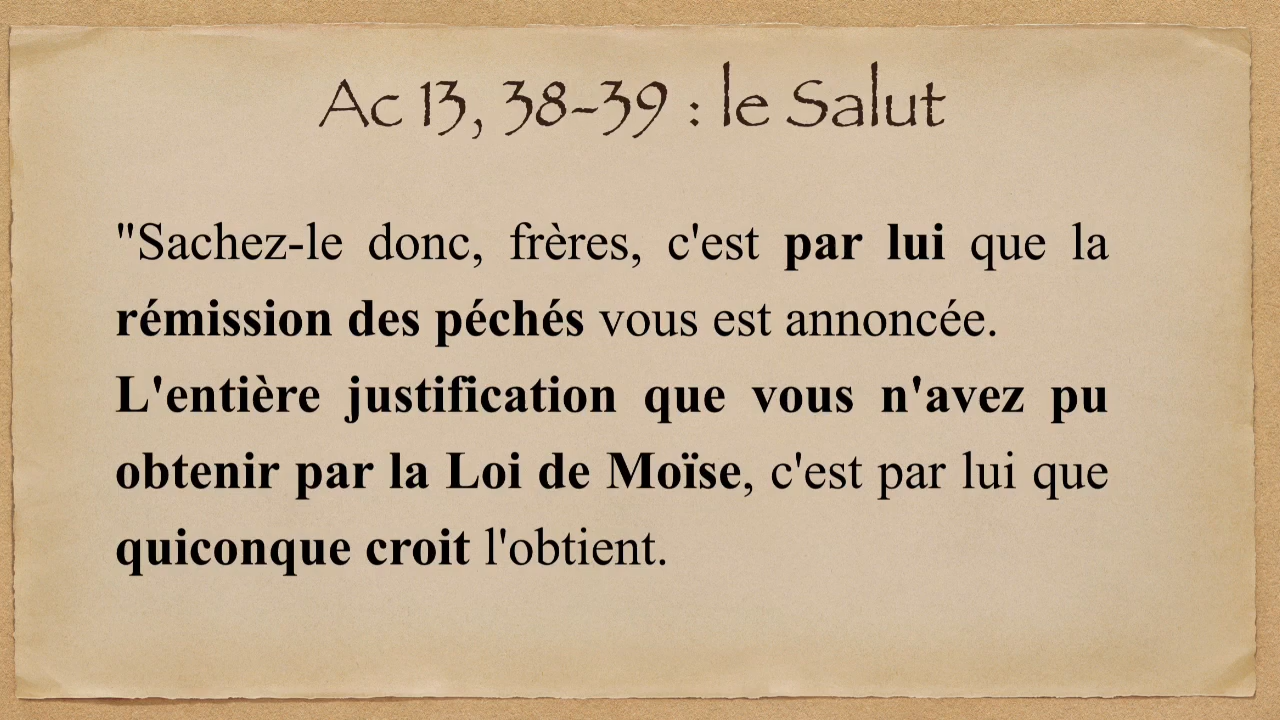 Ac 13, 38-39 : le Salut
"Sachez-le donc, frères, c'est par lui que la
rémission des péchés vous est annoncée.
L'entière justification que vous n'avez pu
obtenir par la Loi de Moïse, c'est par lui que
quiconque croit l'obtient.